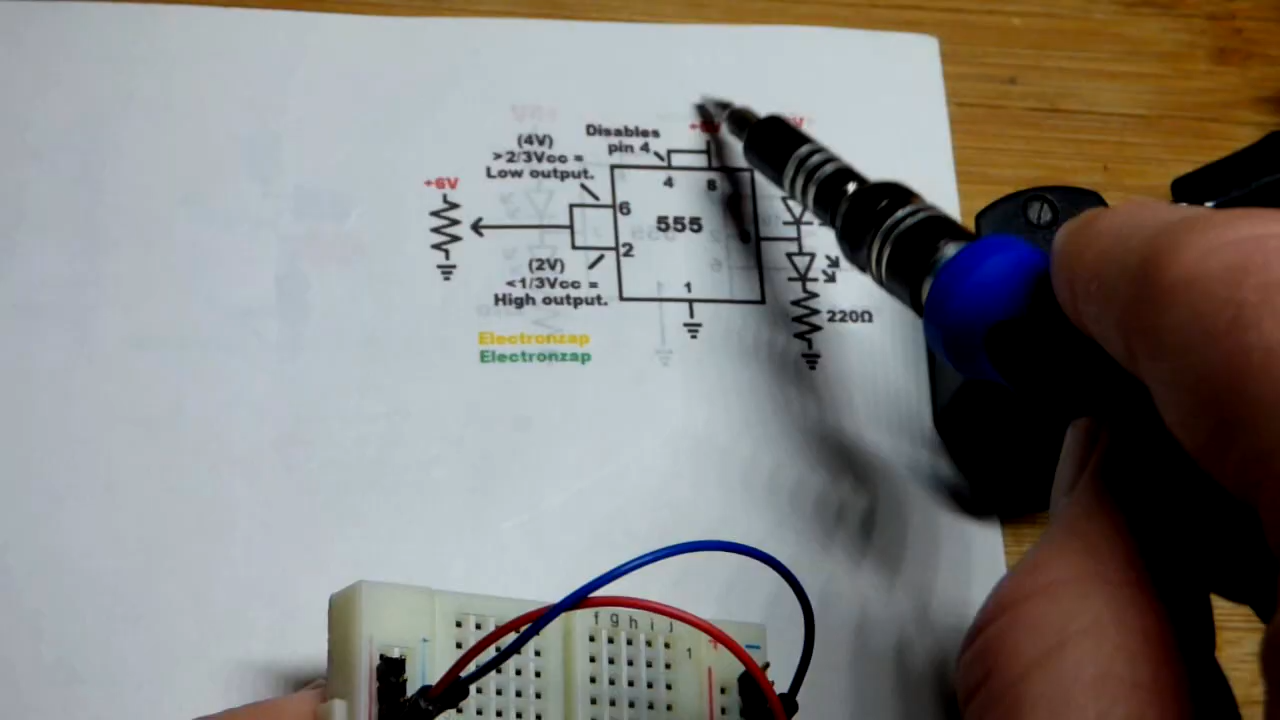 Disables
pin 4
(4V)
>2/3Vcc =
Low output.
+6V
4 8
6
555
2
(2V)
<1/3Vcc =
High output.
1
220Ω
Electronzap
Electronzap
f g h i j
1
+
−